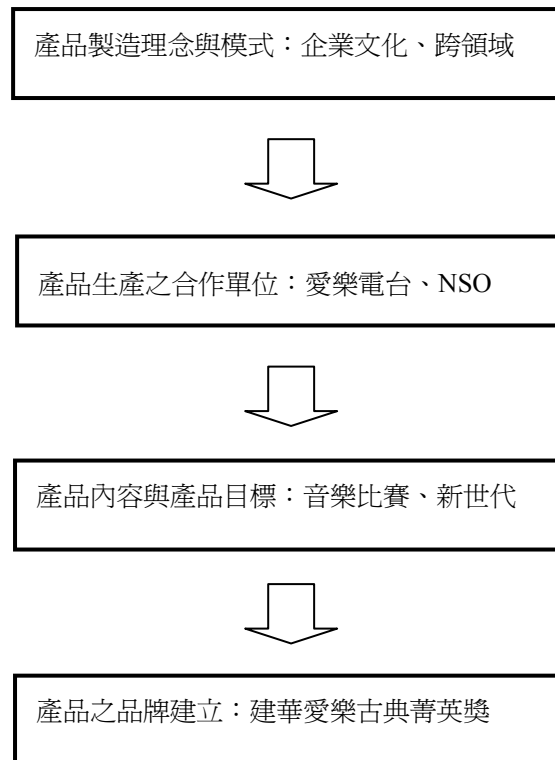 產品製造理念與模式：企業文化、跨領域
產品生產之合作單位：愛樂電台、NSO
產品內容與產品目標：音樂比賽、新世代
產品之品牌建立：建華愛樂古典菁英獎